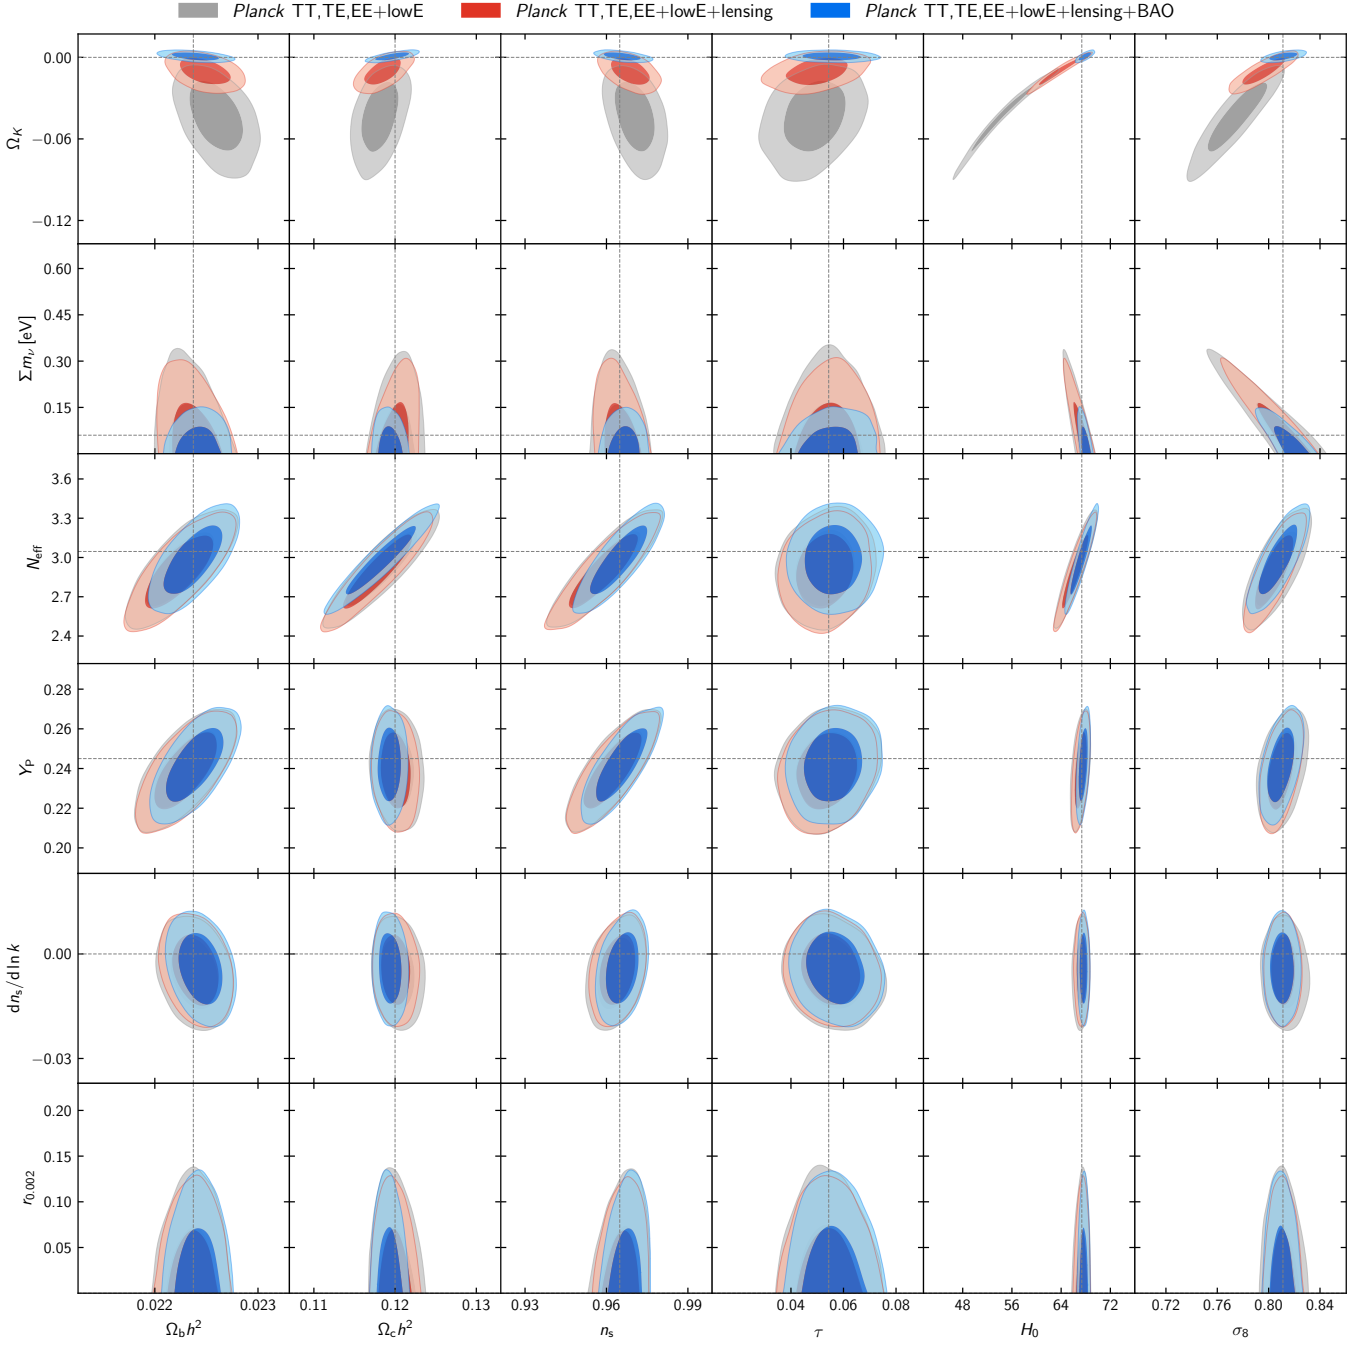 Planck TT,TE,EE+lowE Planck TT,TE,EE+lowE+lensing Planck TT,TE,EE+lowE+lensing+BAO
0.00
−0.06
−0.12
Ω_K
0.60
0.45
0.30
0.15
Σm_ν [eV]
3.6
3.3
3.0
2.7
2.4
N_eff
0.28
0.26
0.24
0.22
0.20
Y_P
0.00
−0.03
dn_s/d ln k
0.20
0.15
0.10
0.05
r_0.002
0.022 0.023 0.11 0.12 0.13 0.93 0.96 0.99 0.04 0.06 0.08 48 56 64 72 0.72 0.76 0.80 0.84
Ω_b h² Ω_c h² n_s τ H_0 σ_8